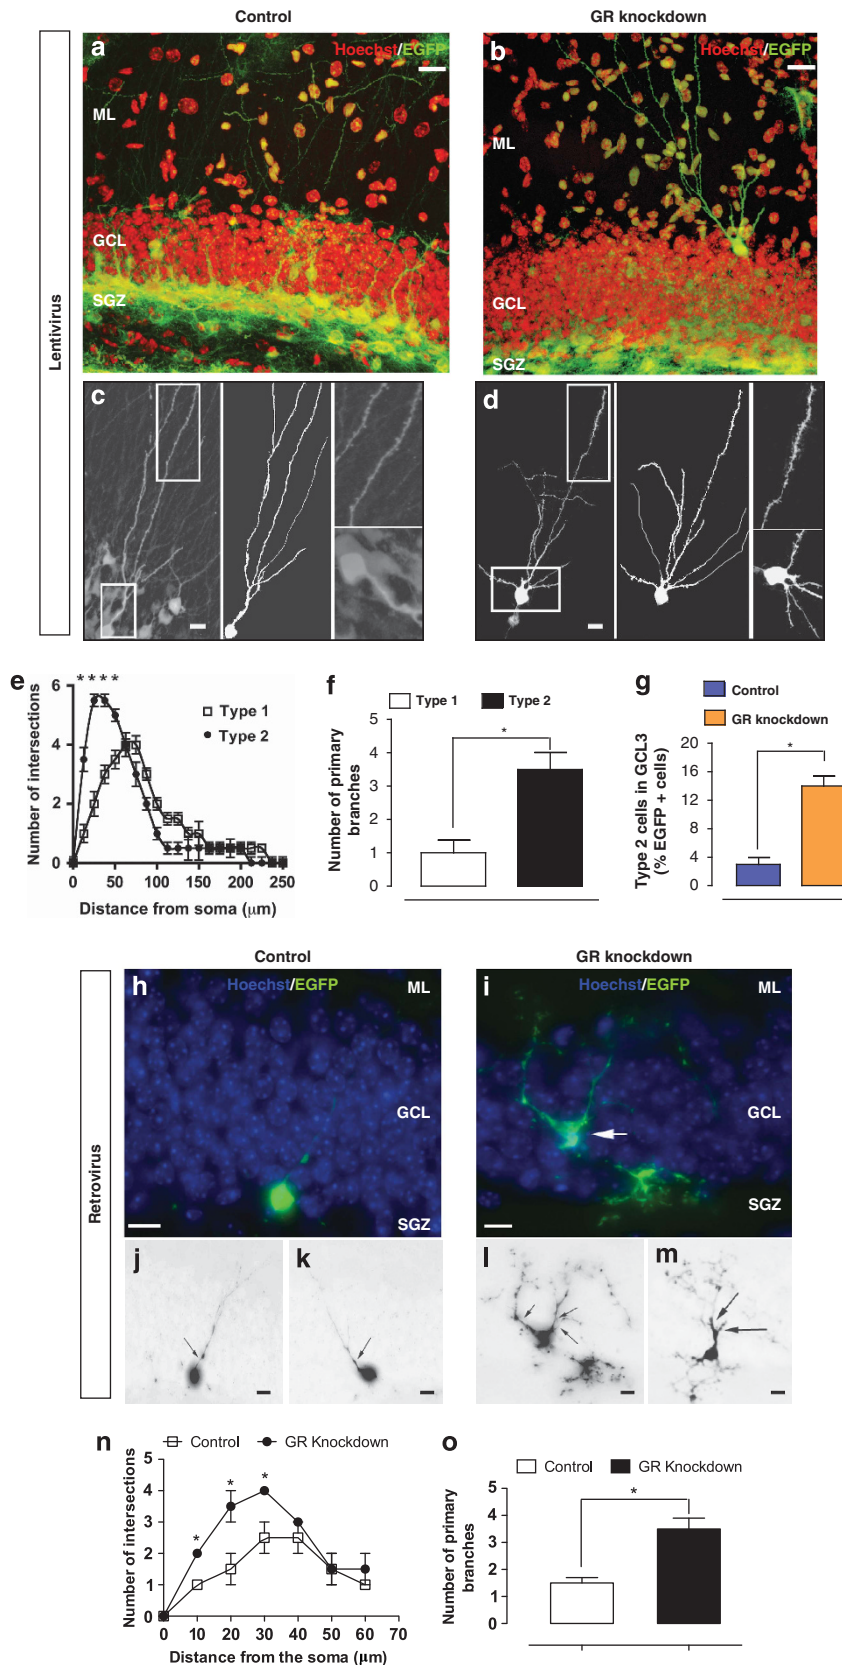 Control
GR knockdown
Lentivirus
a
Hoechst/EGFP
ML
GCL
SGZ
b
Hoechst/EGFP
ML
GCL
SGZ
c
d
e
* * * *
6
4
2
0
Number of intersections
Type 1
Type 2
0 50 100 150 200 250
Distance from soma (µm)
f
Type 1 Type 2
*
5
4
3
2
1
0
Number of primary
branches
g
Control
GR knockdown
*
20
16
12
8
4
0
Type 2 cells in GCL3
(% EGFP + cells)
Control
GR knockdown
Retrovirus
h
Hoechst/EGFP
ML
GCL
SGZ
i
Hoechst/EGFP
ML
GCL
SGZ
j
k
l
m
n
Control GR Knockdown
5
4
3
2
1
0
* * *
Number of intersections
0 10 20 30 40 50 60 70
Distance from the soma (µm)
o
Control GR Knockdown
*
5
4
3
2
1
0
Number of primary
branches